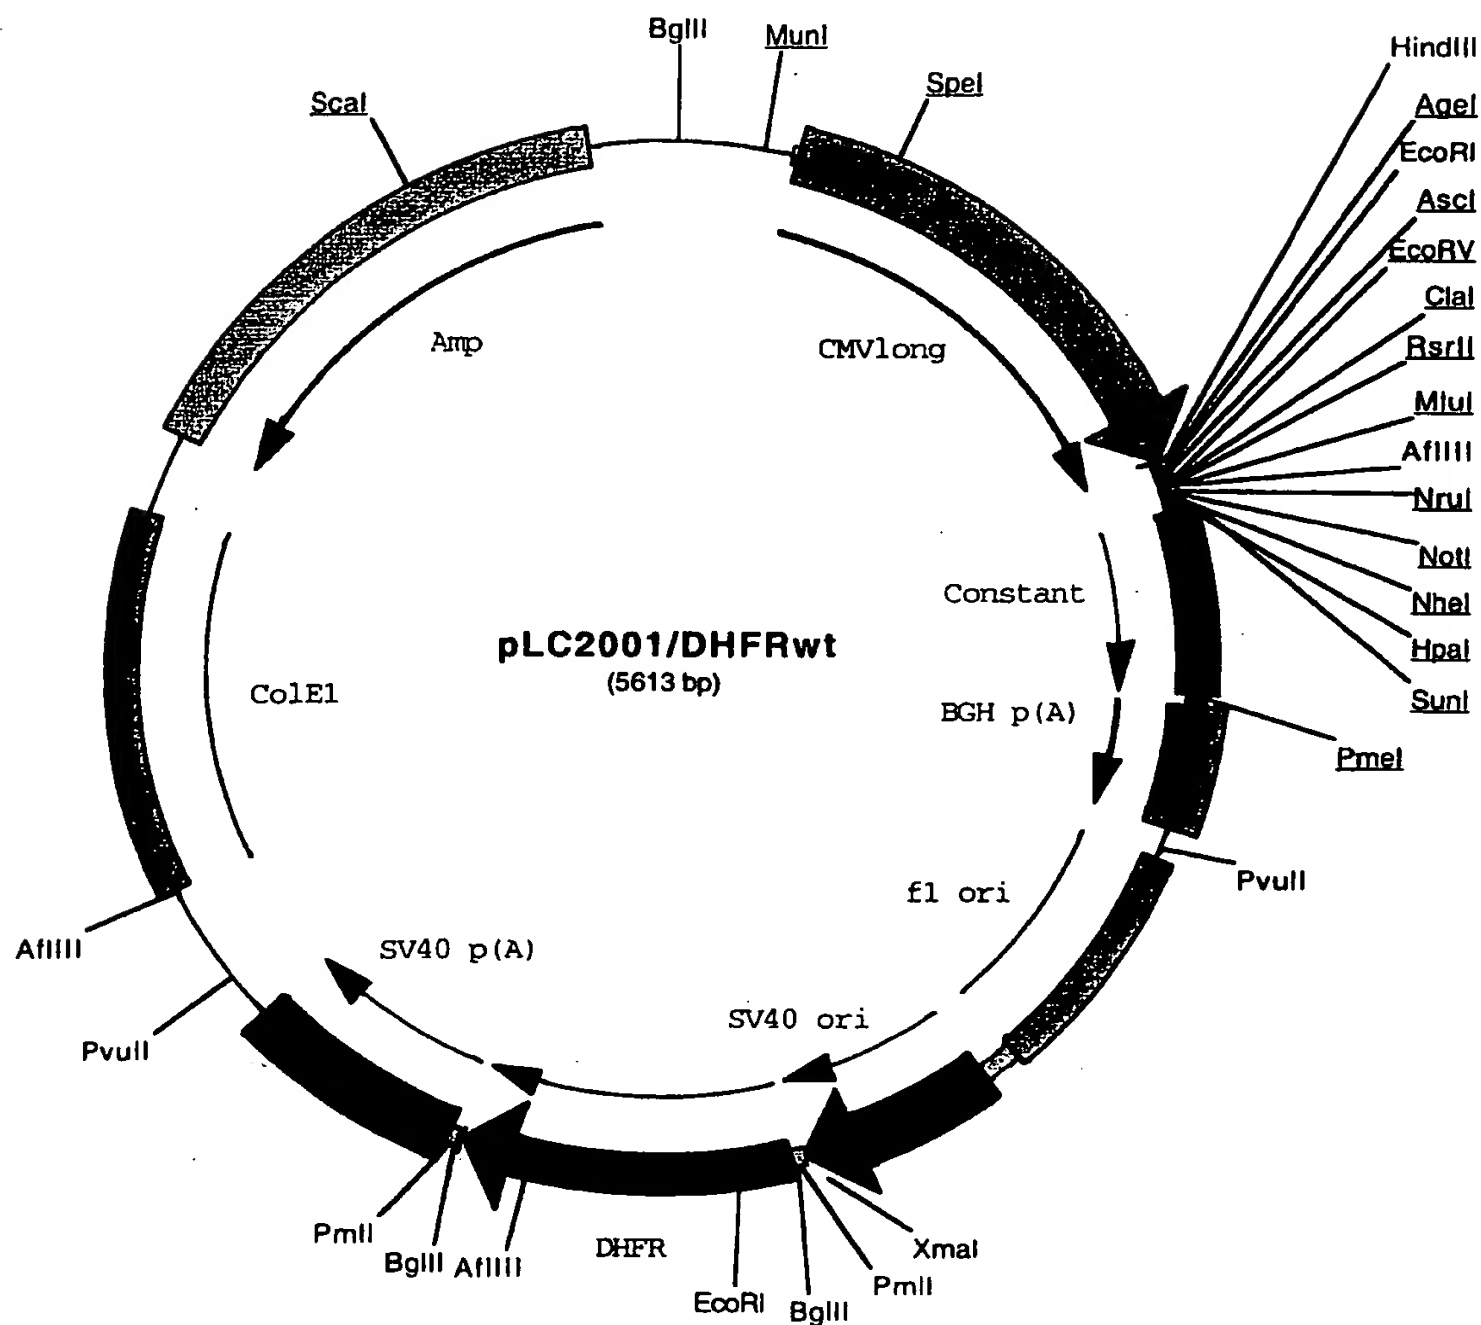 BglII
MunI
SpeI
ScaI
HindIII
AgeI
EcoRI
AscI
EcoRV
ClaI
RsrII
MluI
AflIII
NruI
NotI
NheI
HpaI
SunI
PmeI
Amp
CMVlong
Constant
pLC2001/DHFRwt
(5613 bp)
ColE1
BGH p(A)
PvuII
f1 ori
AflIII
SV40 p(A)
SV40 ori
PvuII
PmlI
BglII
AflIII
DHFR
EcoRI
BglII
PmlI
XmaI